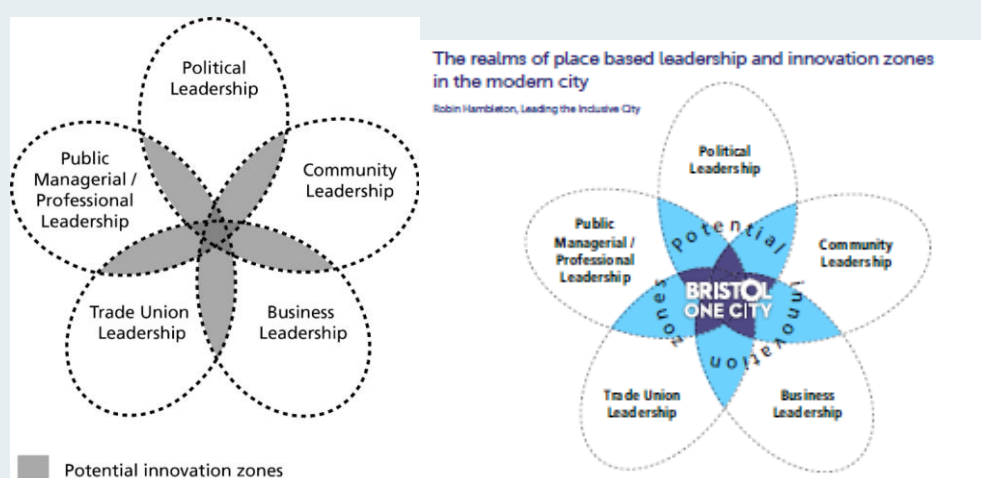 Political
Leadership
Public
Managerial /
Professional
Leadership
Community
Leadership
Trade Union
Leadership
Business
Leadership
Potential innovation zones
The realms of place based leadership and innovation zones
in the modern city
Robin Hambleton, Leading the Inclusive City
Political
Leadership
Public
Managerial /
Professional
Leadership
Community
Leadership
Potential
Innovation
zones
BRISTOL
ONE CITY
Trade Union
Leadership
Business
Leadership